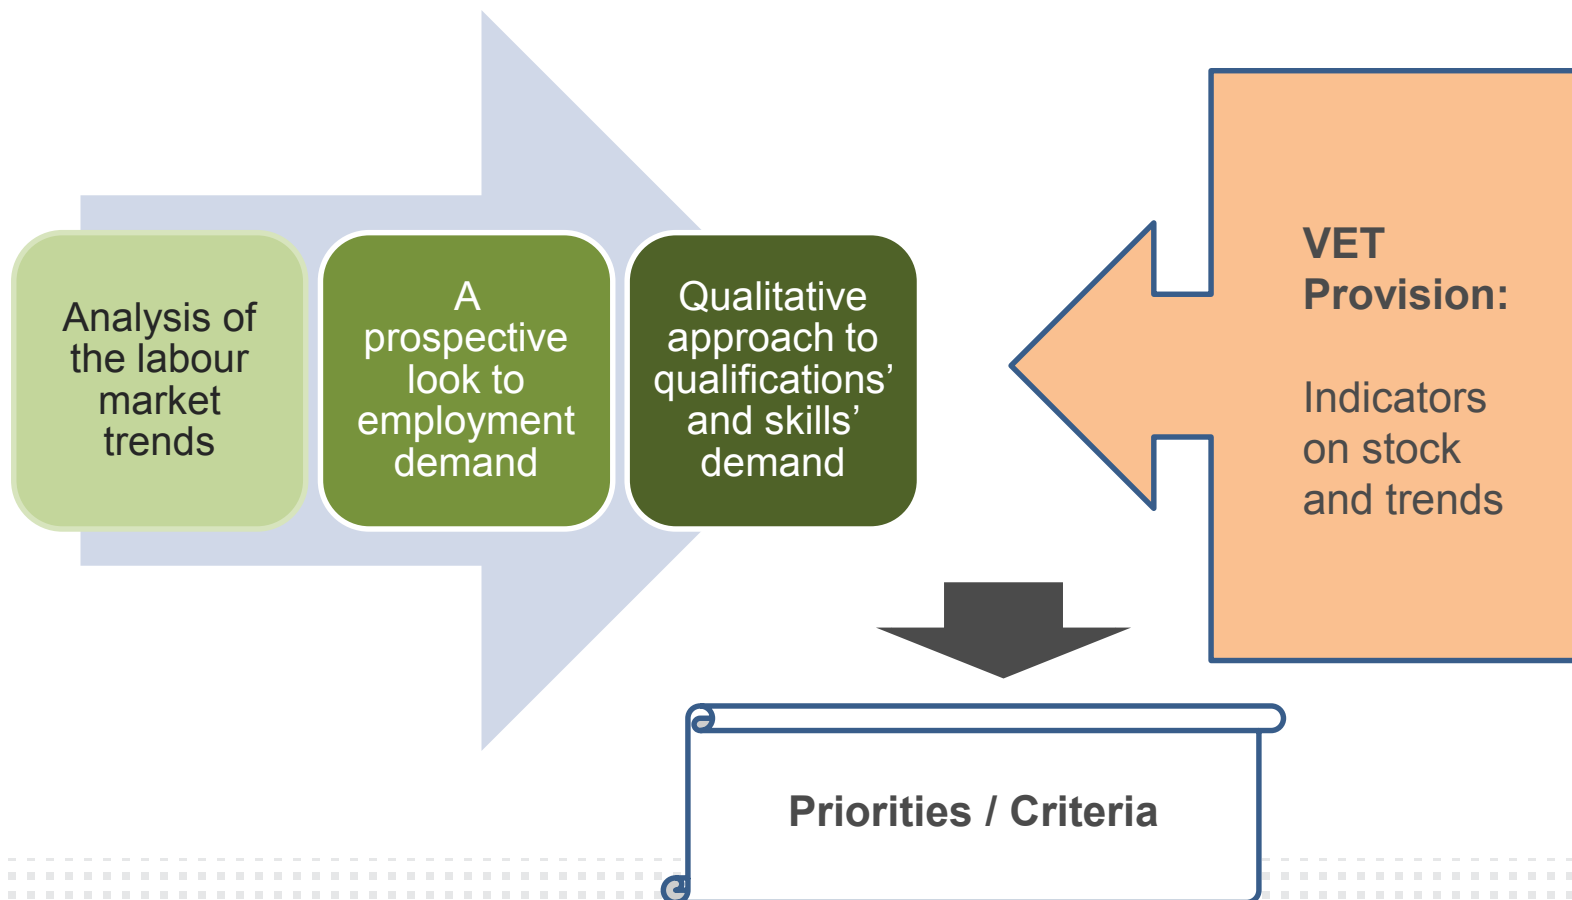 Analysis of
the labour
market
trends
A
prospective
look to
employment
demand
Qualitative
approach to
qualifications’
and skills’
demand
VET
Provision:
Indicators
on stock
and trends
Priorities / Criteria